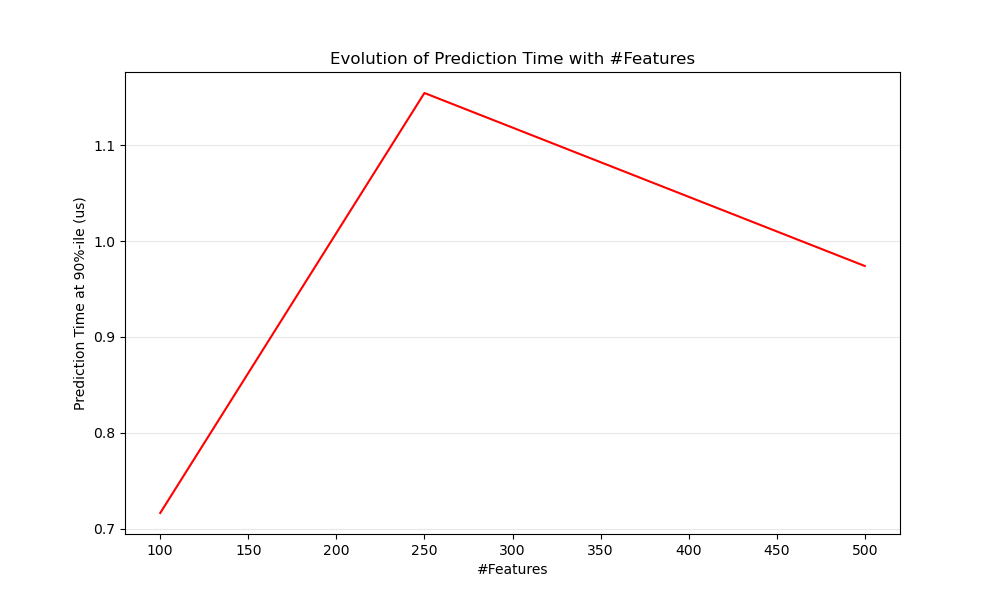 Evolution of Prediction Time with #Features
Prediction Time at 90%-ile (us)
1.1
1.0
0.9
0.8
0.7
100 150 200 250 300 350 400 450 500
#Features